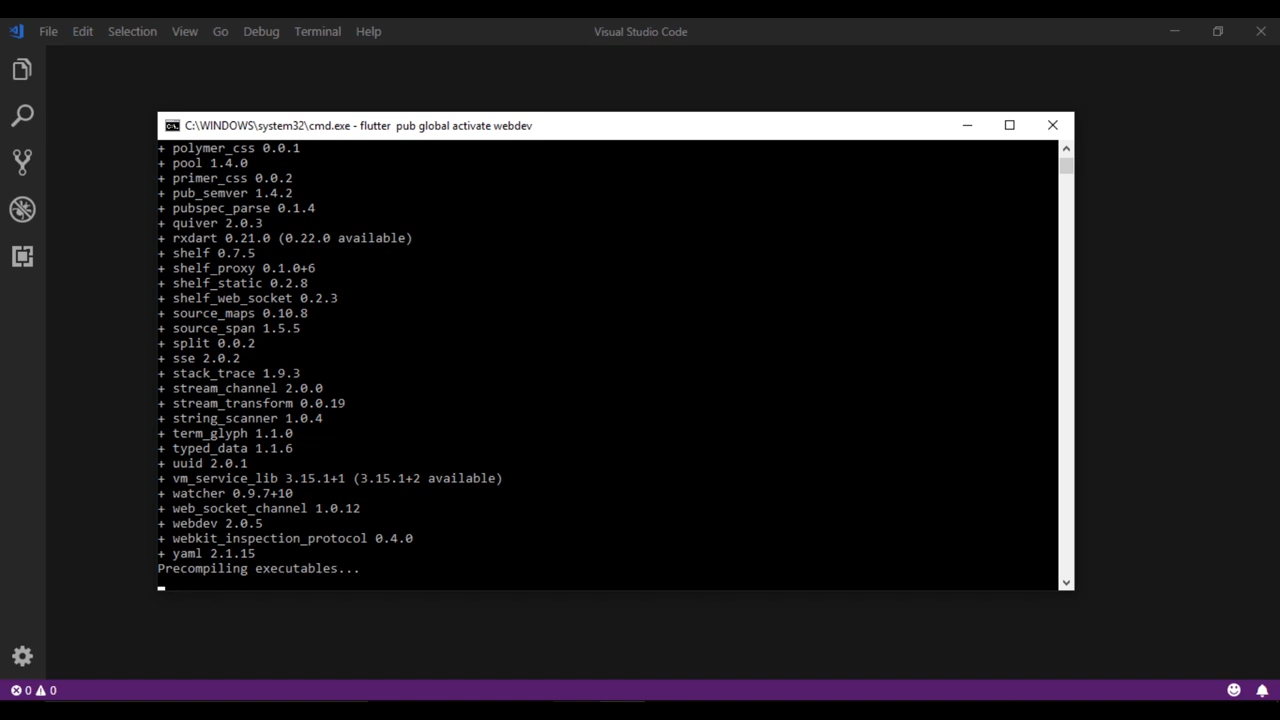 File Edit Selection View Go Debug Terminal Help Visual Studio Code
C:\WINDOWS\system32\cmd.exe - flutter  pub global activate webdev
+ polymer_css 0.0.1
+ pool 1.4.0
+ primer_css 0.0.2
+ pub_semver 1.4.2
+ pubspec_parse 0.1.4
+ quiver 2.0.3
+ rxdart 0.21.0 (0.22.0 available)
+ shelf 0.7.5
+ shelf_proxy 0.1.0+6
+ shelf_static 0.2.8
+ shelf_web_socket 0.2.3
+ source_maps 0.10.8
+ source_span 1.5.5
+ split 0.0.2
+ sse 2.0.2
+ stack_trace 1.9.3
+ stream_channel 2.0.0
+ stream_transform 0.0.19
+ string_scanner 1.0.4
+ term_glyph 1.1.0
+ typed_data 1.1.6
+ uuid 2.0.1
+ vm_service_lib 3.15.1+1 (3.15.1+2 available)
+ watcher 0.9.7+10
+ web_socket_channel 1.0.12
+ webdev 2.0.5
+ webkit_inspection_protocol 0.4.0
+ yaml 2.1.15
Precompiling executables...
0 0